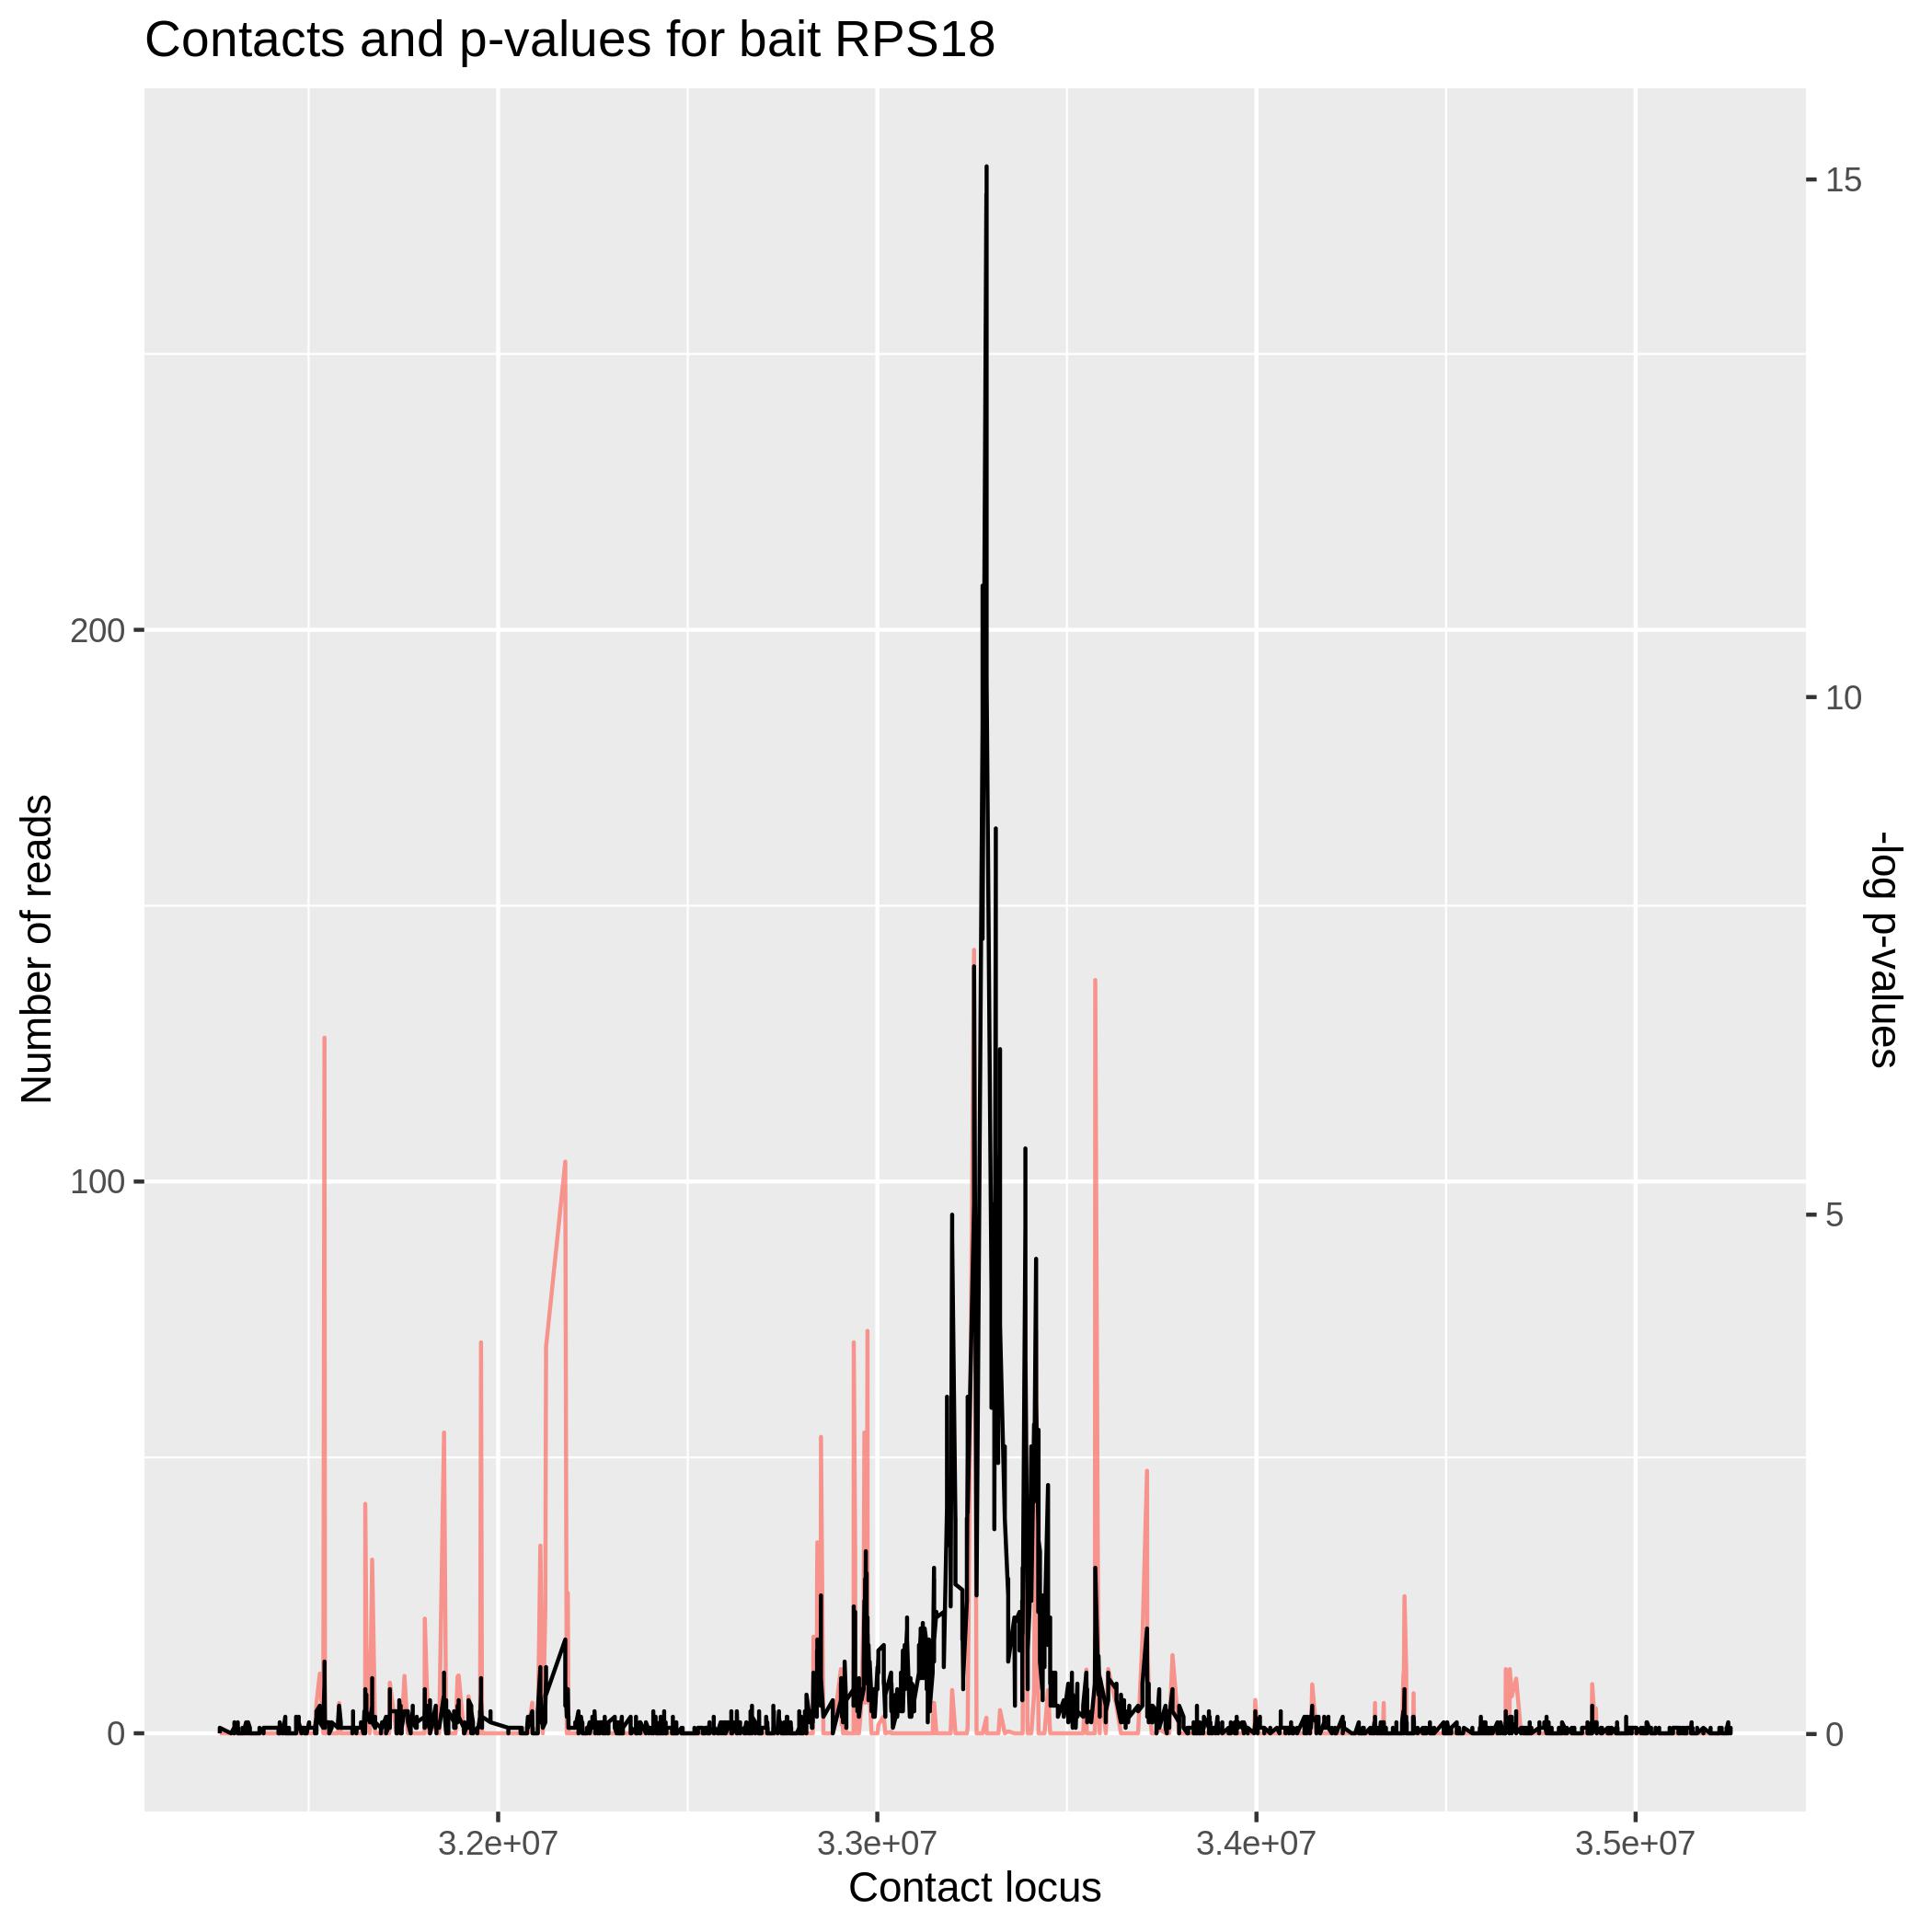 Contacts and p-values for bait RPS18
Number of reads
200
100
0
15
10
5
0
-log p-values
3.2e+07
3.3e+07
3.4e+07
3.5e+07
Contact locus